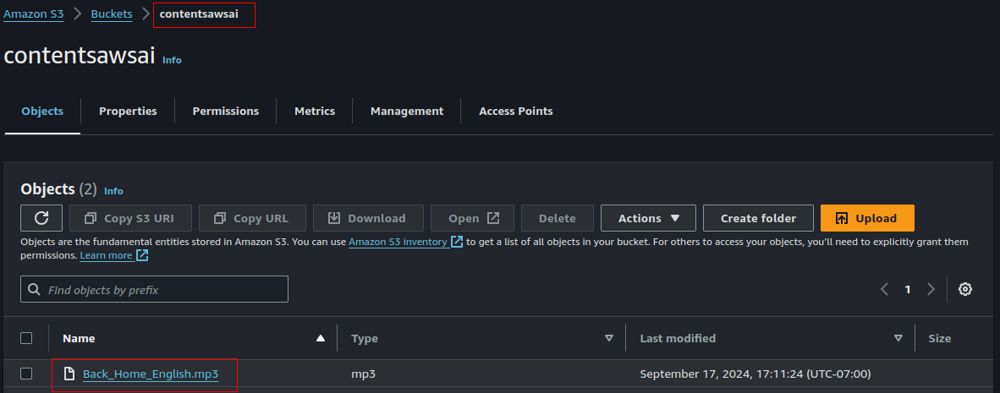 Amazon S3 > Buckets > contentsawsai
contentsawsai Info
Objects Properties Permissions Metrics Management Access Points
Objects (2) Info
Copy S3 URI Copy URL Download Open Delete Actions Create folder Upload
Objects are the fundamental entities stored in Amazon S3. You can use Amazon S3 inventory to get a list of all objects in your bucket. For others to access your objects, you'll need to explicitly grant them
permissions. Learn more
Find objects by prefix 1
Name Type Last modified Size
Back_Home_English.mp3 mp3 September 17, 2024, 17:11:24 (UTC-07:00)